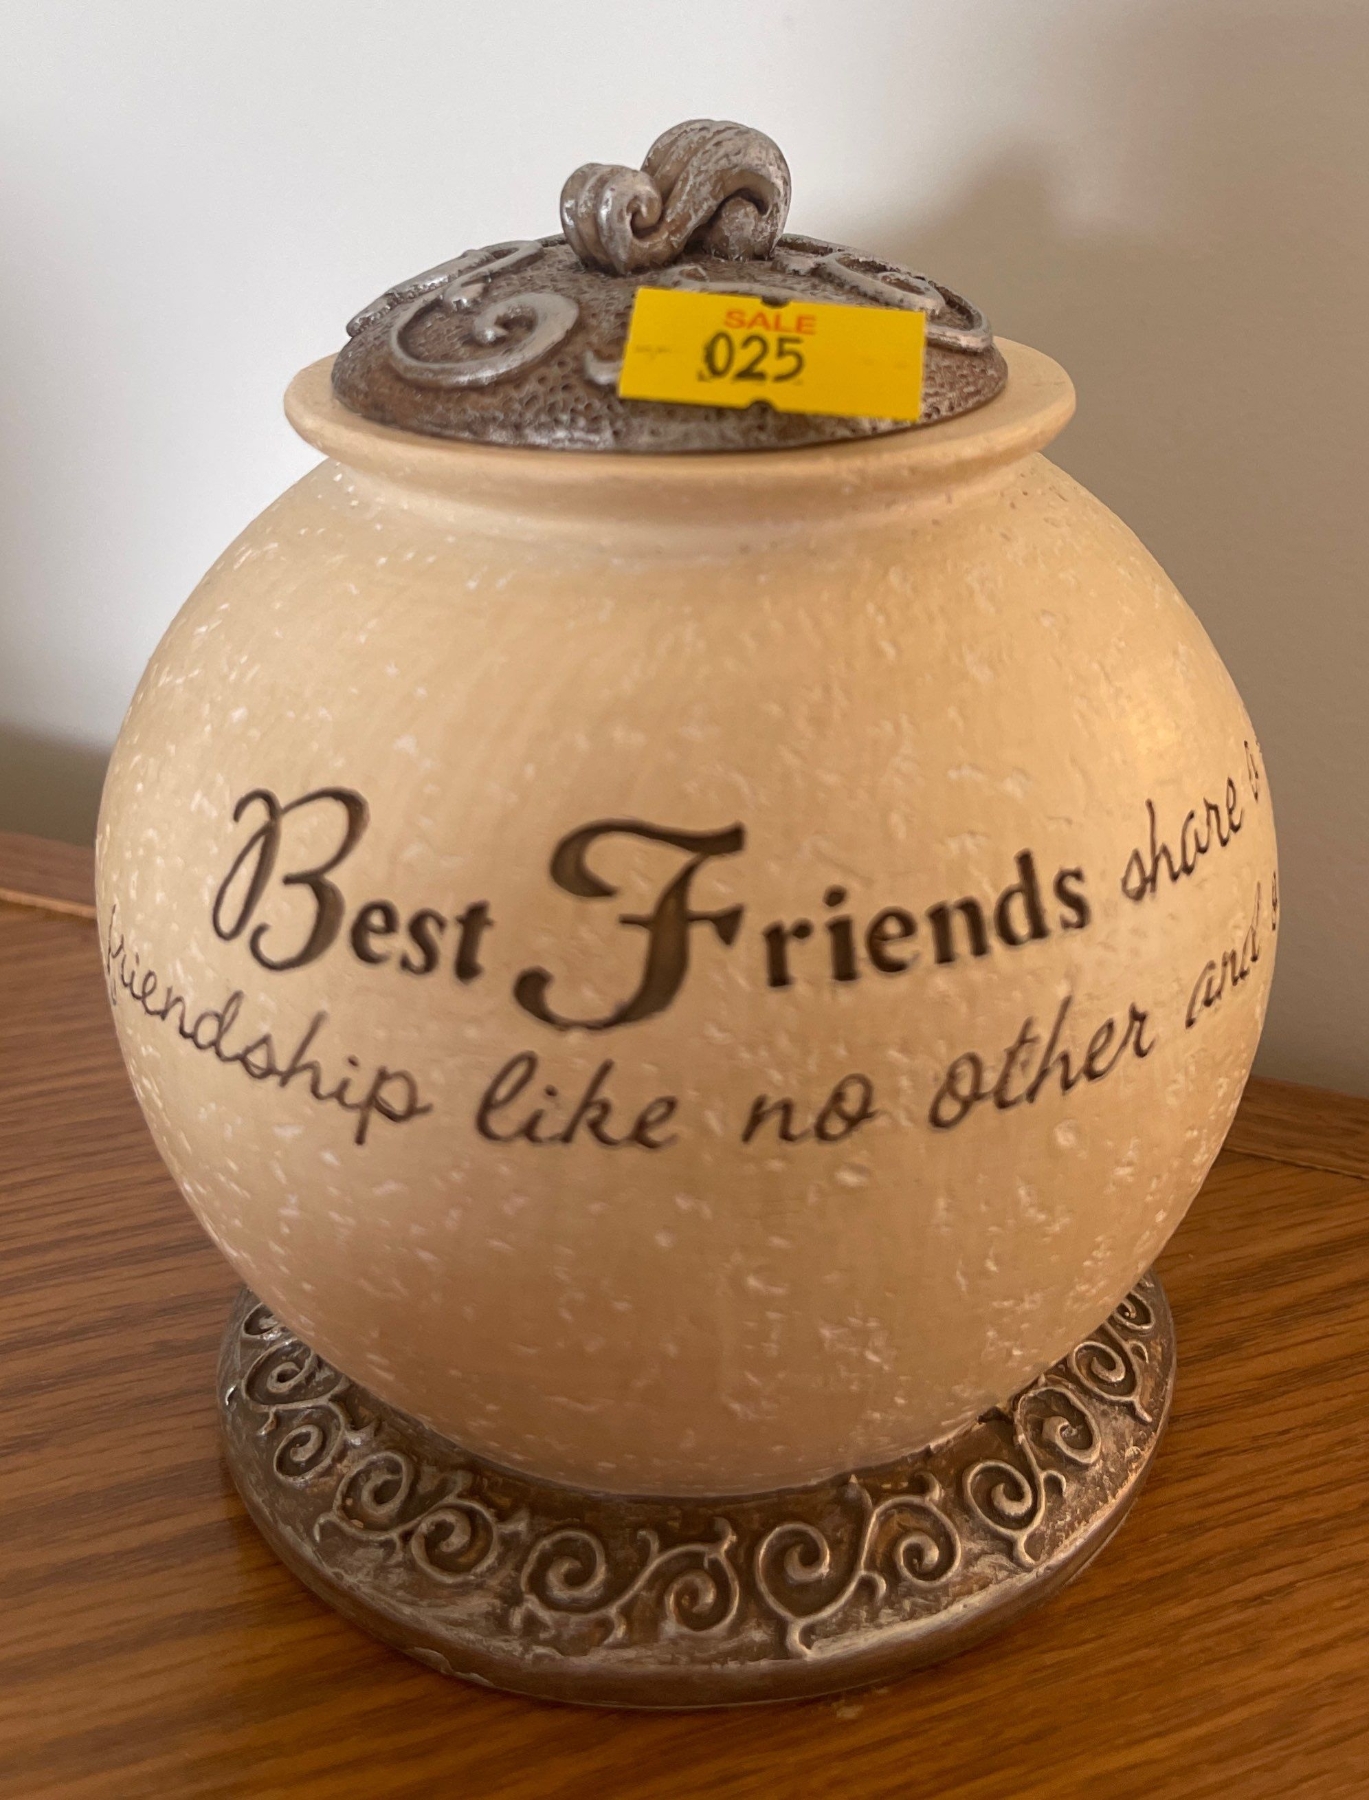 SALE
025
Best Friends share
friendship like no other and